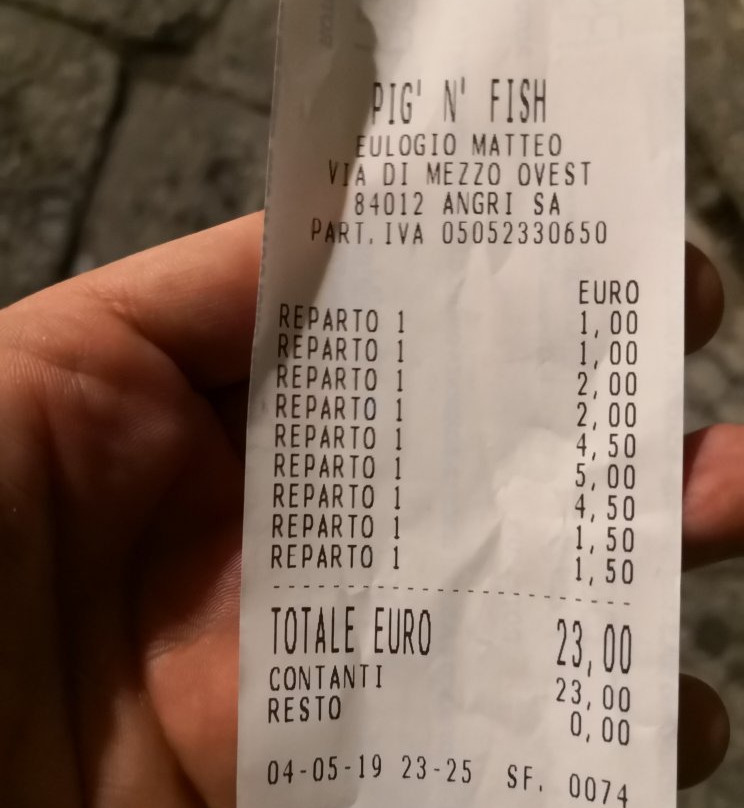 PIG' N' FISH
EULOGIO MATTEO
VIA DI MEZZO OVEST
84012 ANGRI SA
PART.IVA 05052330650
EURO
REPARTO 1 1,00
REPARTO 1 1,00
REPARTO 1 2,00
REPARTO 1 2,00
REPARTO 1 4,50
REPARTO 1 5,00
REPARTO 1 4,50
REPARTO 1 1,50
REPARTO 1 1,50
TOTALE EURO 23,00
CONTANTI 23,00
RESTO 0,00
04-05-19 23-25 SF. 0074